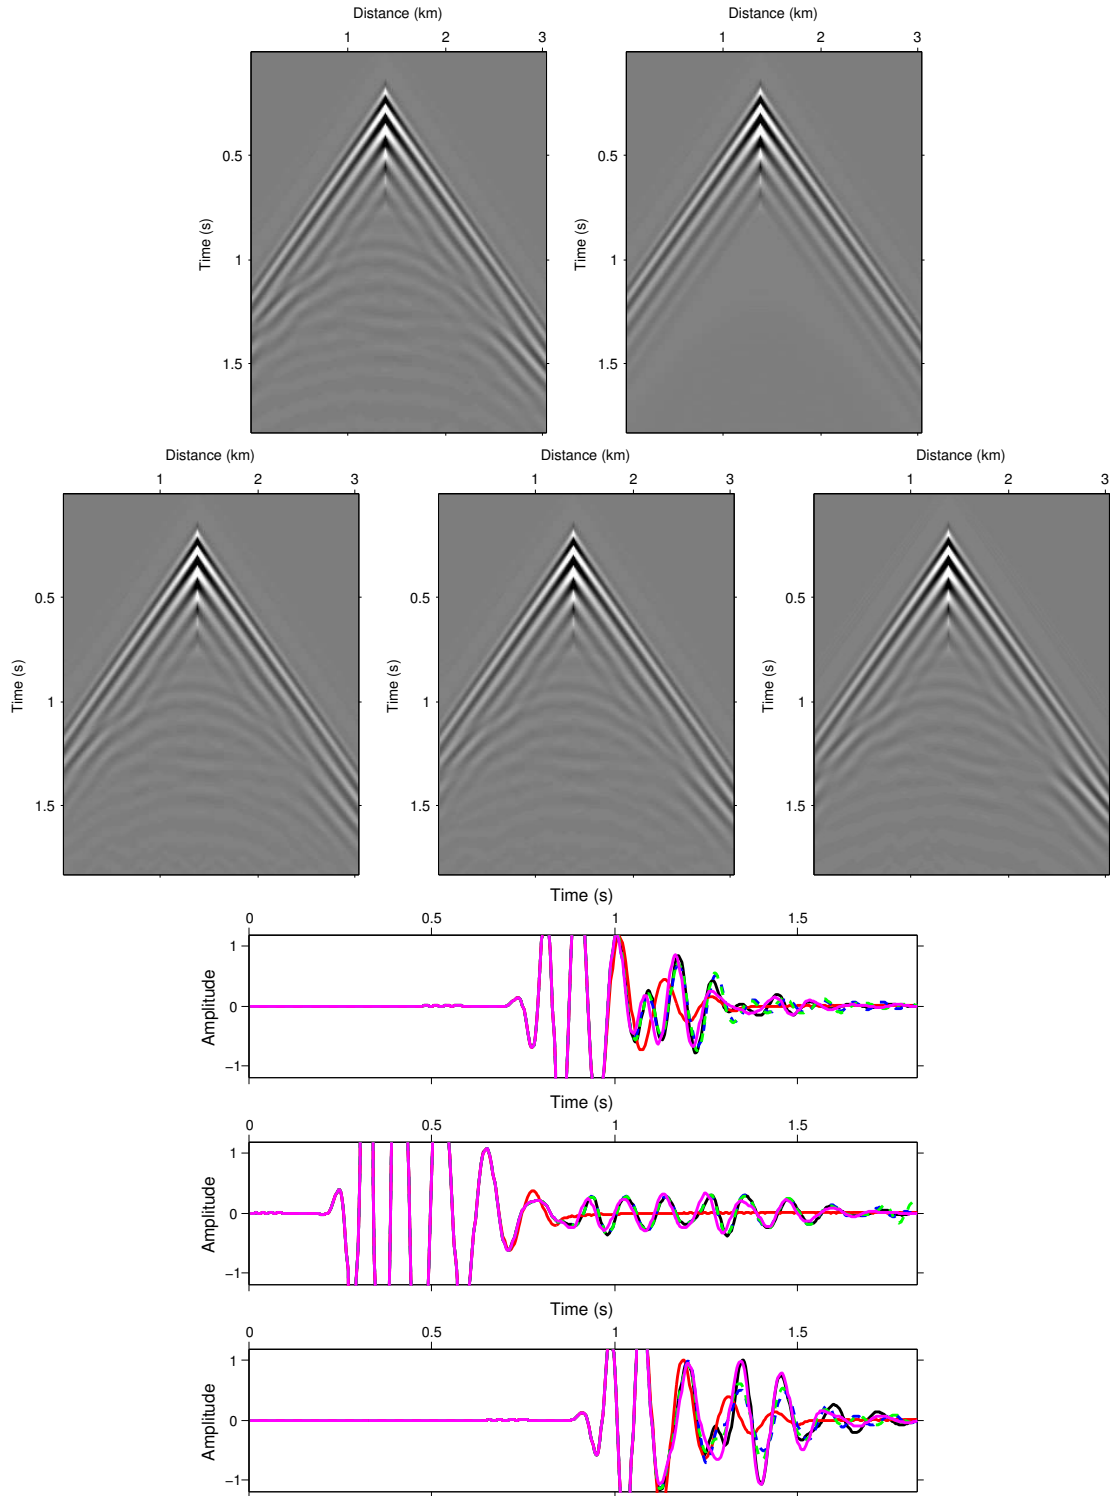 Distance (km) Distance (km)
1 2 3 1 2 3
0.5 0.5
Time (s) Time (s)
1 1
1.5 1.5
Distance (km) Distance (km) Distance (km)
1 2 3 1 2 3 1 2 3
0.5 0.5 0.5
Time (s) Time (s) Time (s)
1 1 1
1.5 1.5 1.5
Time (s)
0 0.5 1 1.5
1
Amplitude
0
−1
Time (s)
0 0.5 1 1.5
1
Amplitude
0
−1
Time (s)
0 0.5 1 1.5
1
Amplitude
0
−1